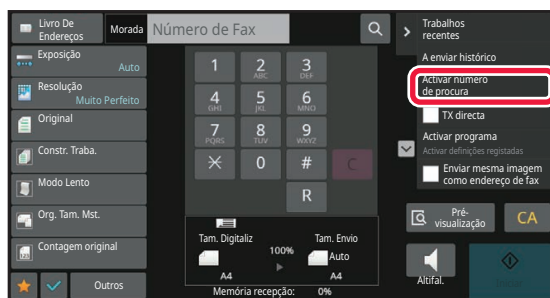 Livro De
Endereços
Morada
Número de Fax
Trabalhos
recentes
Exposição
Auto
Resolução
Muito Perfeito
Original
Constr. Traba.
Modo Lento
Org. Tam. Mst.
Contagem original
Outros
1
2
ABC
3
DEF
4
GHI
5
JKL
6
MNO
7
PQRS
8
TUV
9
WXYZ
0
#
C
R
Tam. Digitaliz
100%
Tam. Envio
Auto
A4
A4
Memória recepção: 0%
A enviar histórico
Activar número
de procura
TX directa
Activar programa
Activar definições registadas
Enviar mesma imagem
como endereço de fax
Pré-
visualização
CA
Altifal.